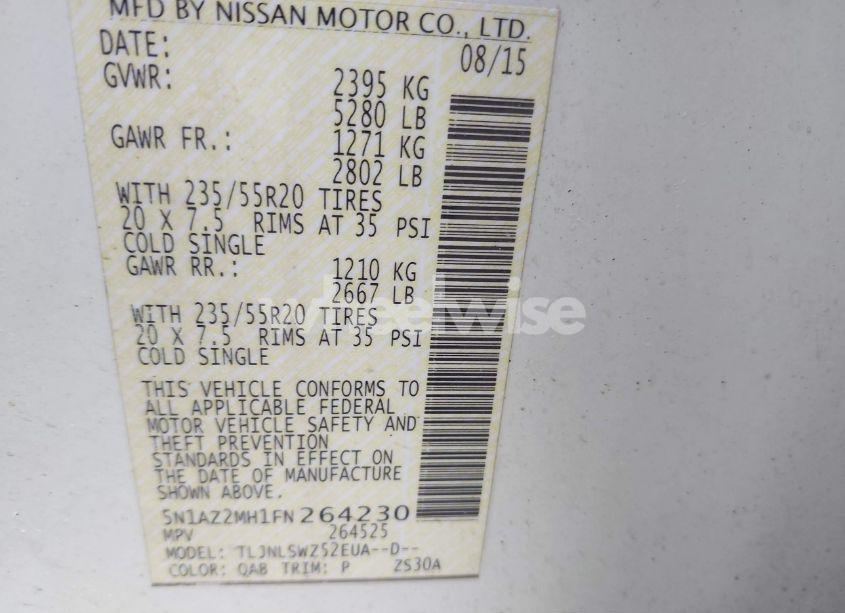 MFD BY NISSAN MOTOR CO., LTD.
DATE: 08/15
GVWR: 2395 KG
5280 LB
GAWR FR.: 1271 KG
2802 LB
WITH 235/55R20 TIRES
20 X 7.5 RIMS AT 35 PSI
COLD SINGLE
GAWR RR.: 1210 KG
2667 LB
WITH 235/55R20 TIRES
20 X 7.5 RIMS AT 35 PSI
COLD SINGLE
wheelwise
THIS VEHICLE CONFORMS TO
ALL APPLICABLE FEDERAL
MOTOR VEHICLE SAFETY AND
THEFT PREVENTION
STANDARDS IN EFFECT ON
THE DATE OF MANUFACTURE
SHOWN ABOVE.
5N1AZ2MH1FN264230
MPV 264525
MODEL: TLJNLSWZ52EUA--D--
COLOR: QAB TRIM: P ZS30A